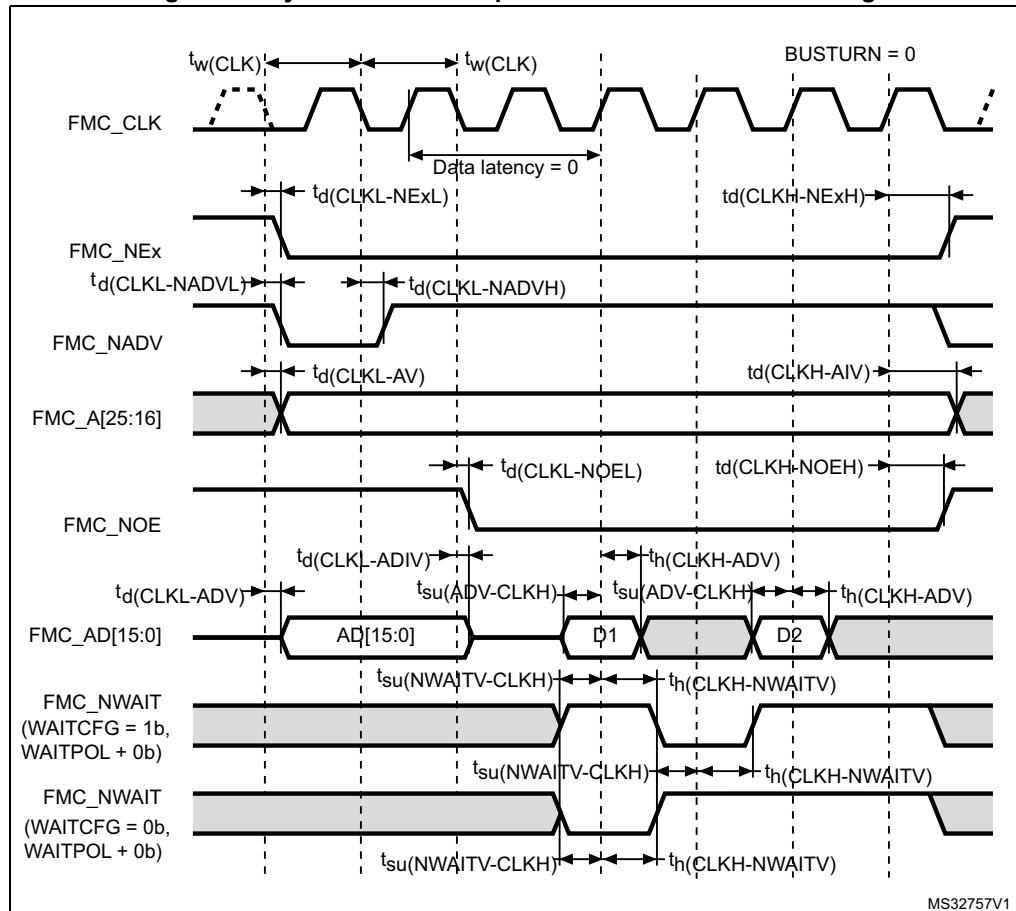 tw(CLK) tw(CLK) BUSTURN = 0
FMC_CLK
Data latency = 0
td(CLKL-NExL) td(CLKH-NExH)
FMC_NEx
td(CLKL-NADVL) td(CLKL-NADVH)
FMC_NADV
td(CLKL-AV) td(CLKH-AIV)
FMC_A[25:16]
td(CLKL-NOEL) td(CLKH-NOEH)
FMC_NOE
td(CLKL-ADIV) th(CLKH-ADV)
td(CLKL-ADV) tsu(ADV-CLKH) tsu(ADV-CLKH) th(CLKH-ADV)
FMC_AD[15:0] AD[15:0] D1 D2
tsu(NWAITV-CLKH) th(CLKH-NWAITV)
FMC_NWAIT
(WAITCFG = 1b,
WAITPOL + 0b)
tsu(NWAITV-CLKH) th(CLKH-NWAITV)
FMC_NWAIT
(WAITCFG = 0b,
WAITPOL + 0b)
tsu(NWAITV-CLKH) th(CLKH-NWAITV)
MS32757V1